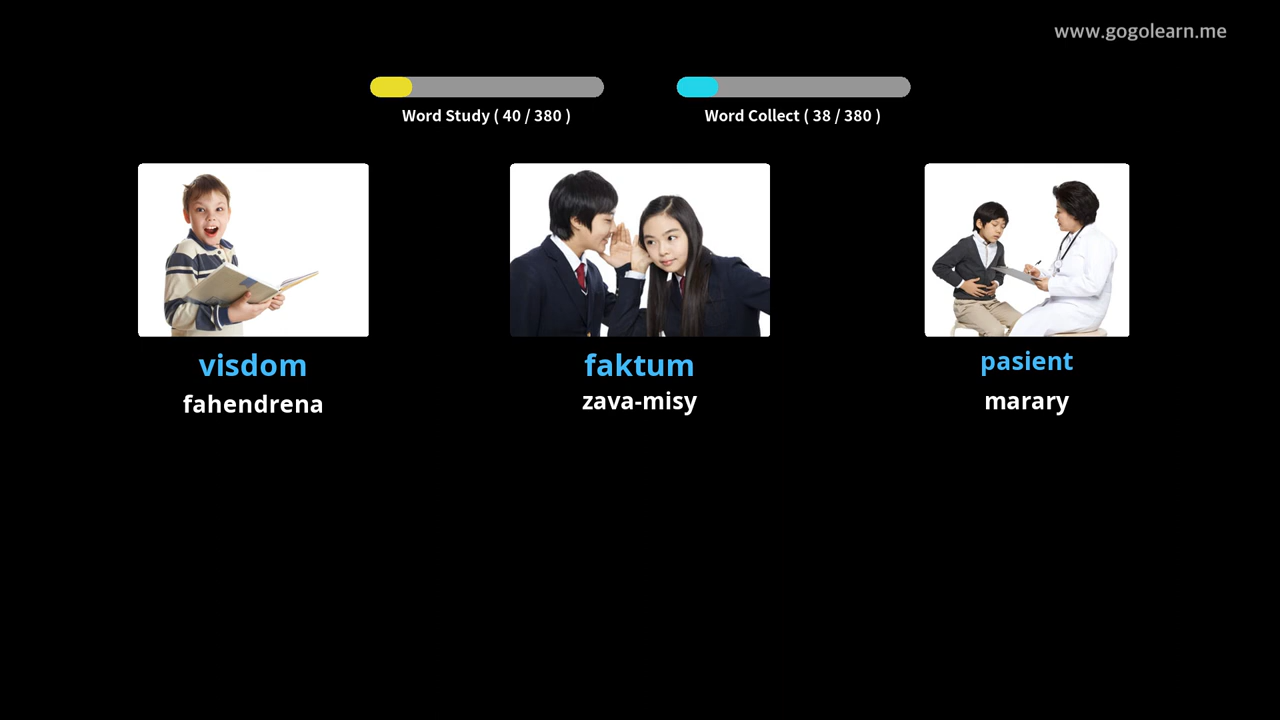 www.gogolearn.me
Word Study ( 40 / 380 )
Word Collect ( 38 / 380 )
visdom
fahendrena
faktum
zava-misy
pasient
marary